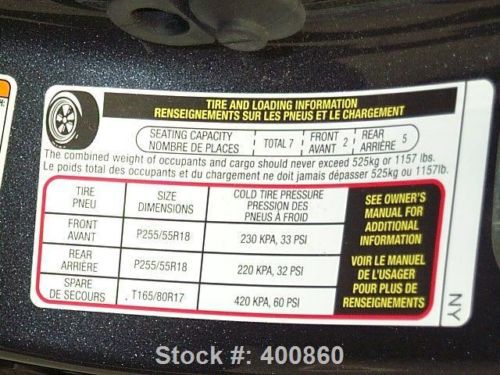 TIRE AND LOADING INFORMATION
RENSEIGNEMENTS SUR LES PNEUS ET LE CHARGEMENT
SEATING CAPACITY
NOMBRE DE PLACES
TOTAL 7
FRONT
AVANT
2
REAR
ARRIÈRE
5
The combined weight of occupants and cargo should never exceed 525kg or 1157 lbs.
Le poids total des occupants et du chargement ne doit jamais dépasser 525kg ou 1157lb.
TIRE
PNEU
SIZE
DIMENSIONS
COLD TIRE PRESSURE
PRESSION DES
PNEUS À FROID
FRONT
AVANT
P255/55R18
230 KPA, 33 PSI
REAR
ARRIÈRE
P255/55R18
220 KPA, 32 PSI
SPARE
DE SECOURS
T165/80R17
420 KPA, 60 PSI
SEE OWNER'S
MANUAL FOR
ADDITIONAL
INFORMATION
VOIR LE MANUEL
DE L'USAGER
POUR PLUS DE
RENSEIGNEMENTS
NY
Stock #: 400860